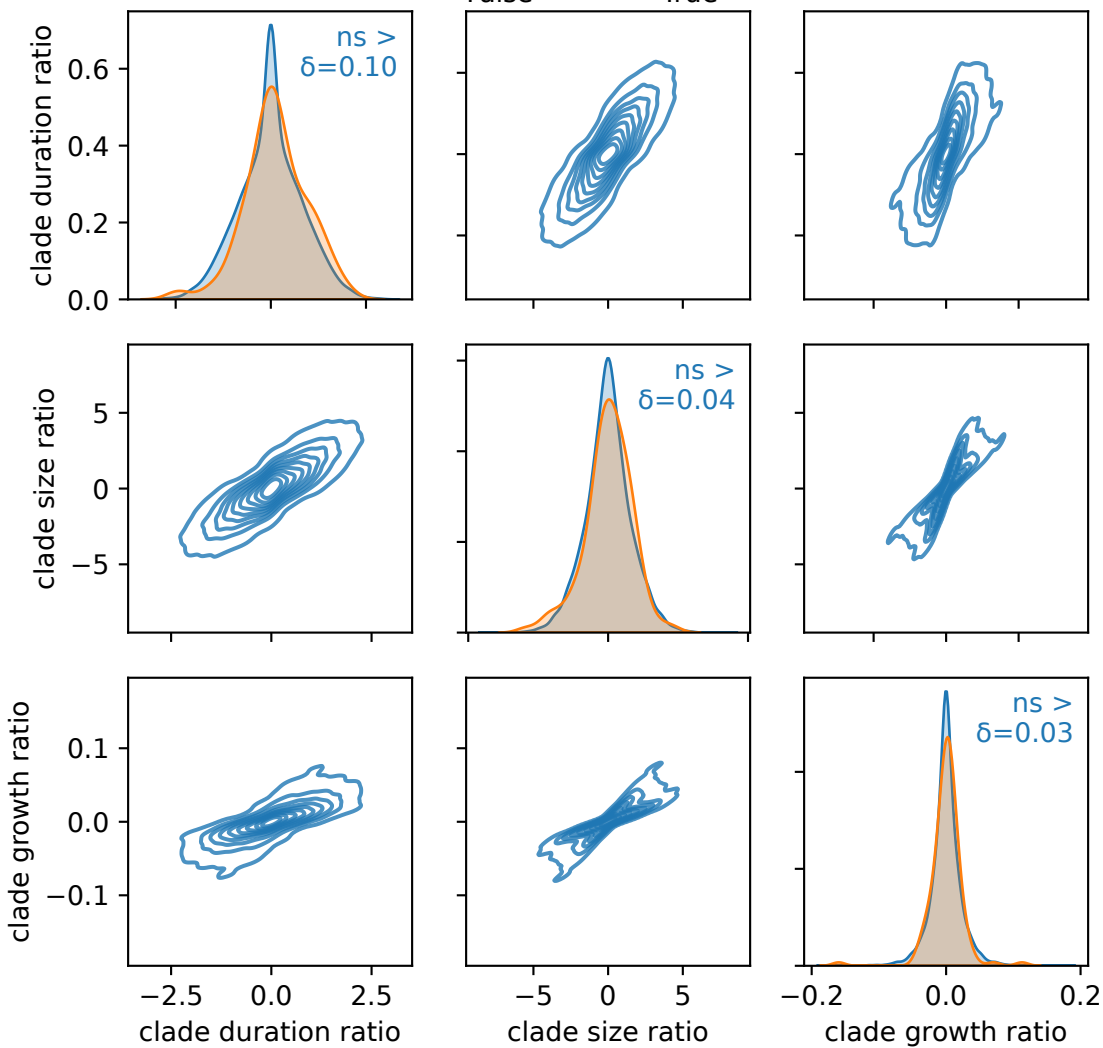 clade duration ratio
0.6
0.4
0.2
0.0
ns >
δ=0.10
clade size ratio
5
0
−5
ns >
δ=0.04
clade growth ratio
0.1
0.0
−0.1
ns >
δ=0.03
−2.5 0.0 2.5
−5 0 5
−0.2 0.0 0.2
clade duration ratio
clade size ratio
clade growth ratio